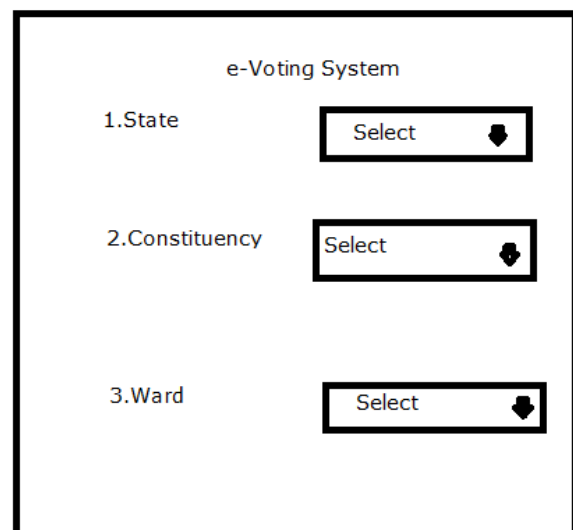 e-Voting System
1.State Select
2.Constituency Select
3.Ward Select